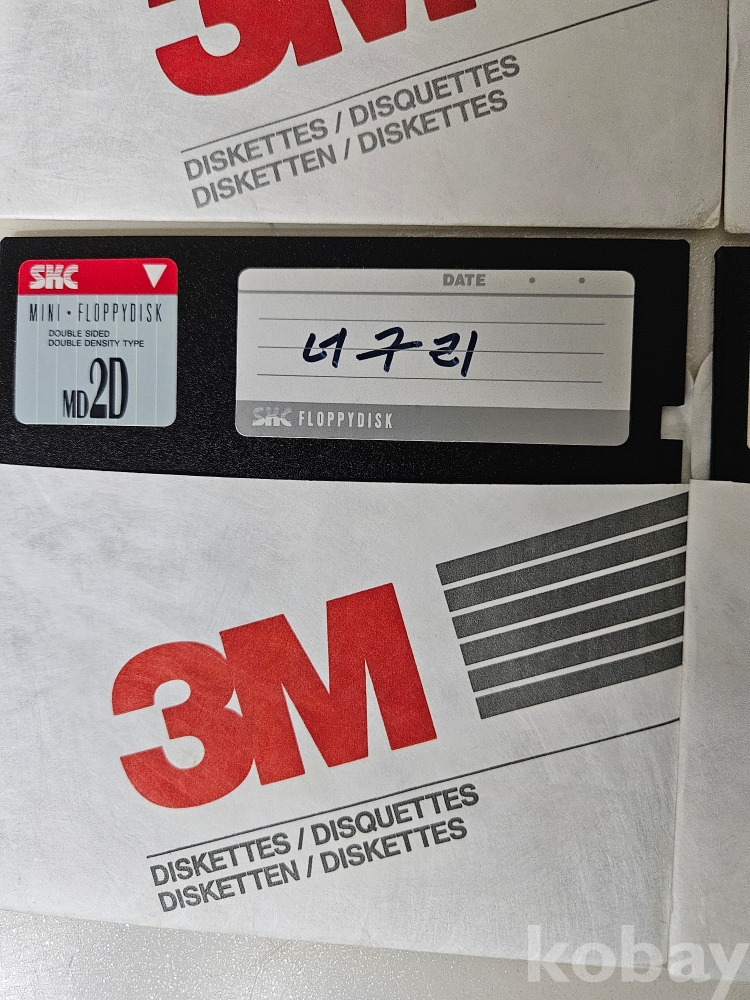 3M
DISKETTES / DISQUETTES
DISKETTEN / DISKETTES
SKC
MINI • FLOPPYDISK
DOUBLE SIDED
DOUBLE DENSITY TYPE
MD2D
DATE
너구리
SKC FLOPPYDISK
3M
DISKETTES / DISQUETTES
DISKETTEN / DISKETTES
kobay